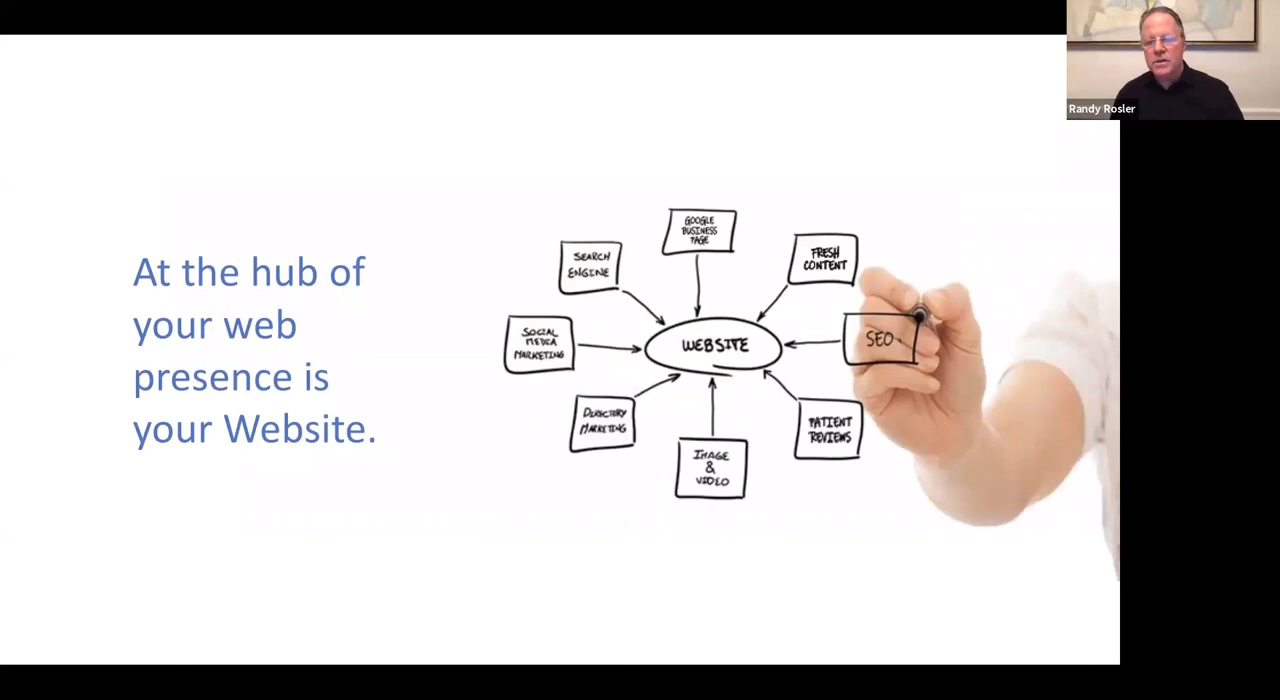 Randy Rosler
At the hub of
your web
presence is
your Website.
GOOGLE
BUSINESS
PAGE
SEARCH
ENGINE
FRESH
CONTENT
SOCIAL
MEDIA
MARKETING
WEBSITE
SEO
DIRECTORY
MARKETING
PATIENT
REVIEWS
IMAGE
&
VIDEO